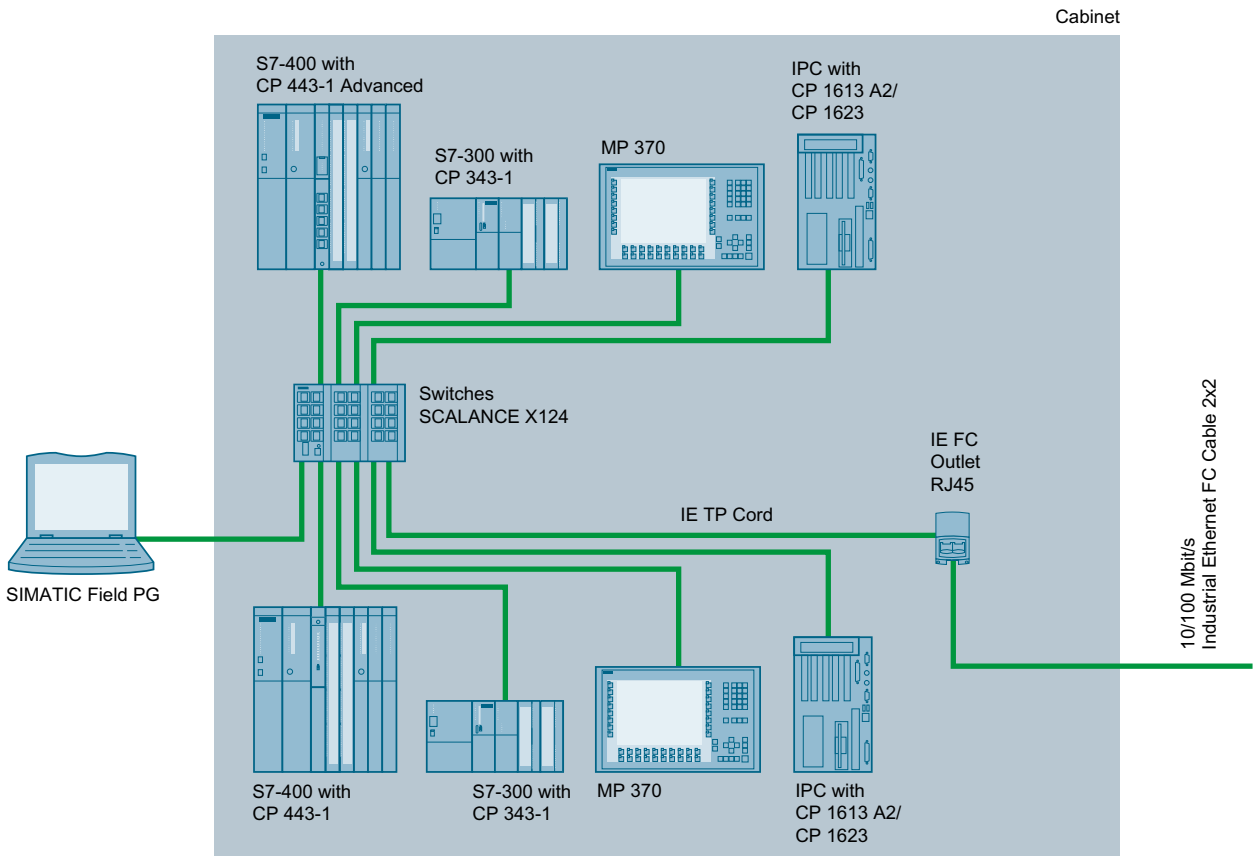 Cabinet
S7-400 with
CP 443-1 Advanced
S7-300 with
CP 343-1
MP 370
IPC with
CP 1613 A2/
CP 1623
Switches
SCALANCE X124
IE FC
Outlet
RJ45
IE TP Cord
10/100 Mbit/s
Industrial Ethernet FC Cable 2x2
SIMATIC Field PG
S7-400 with
CP 443-1
S7-300 with
CP 343-1
MP 370
IPC with
CP 1613 A2/
CP 1623